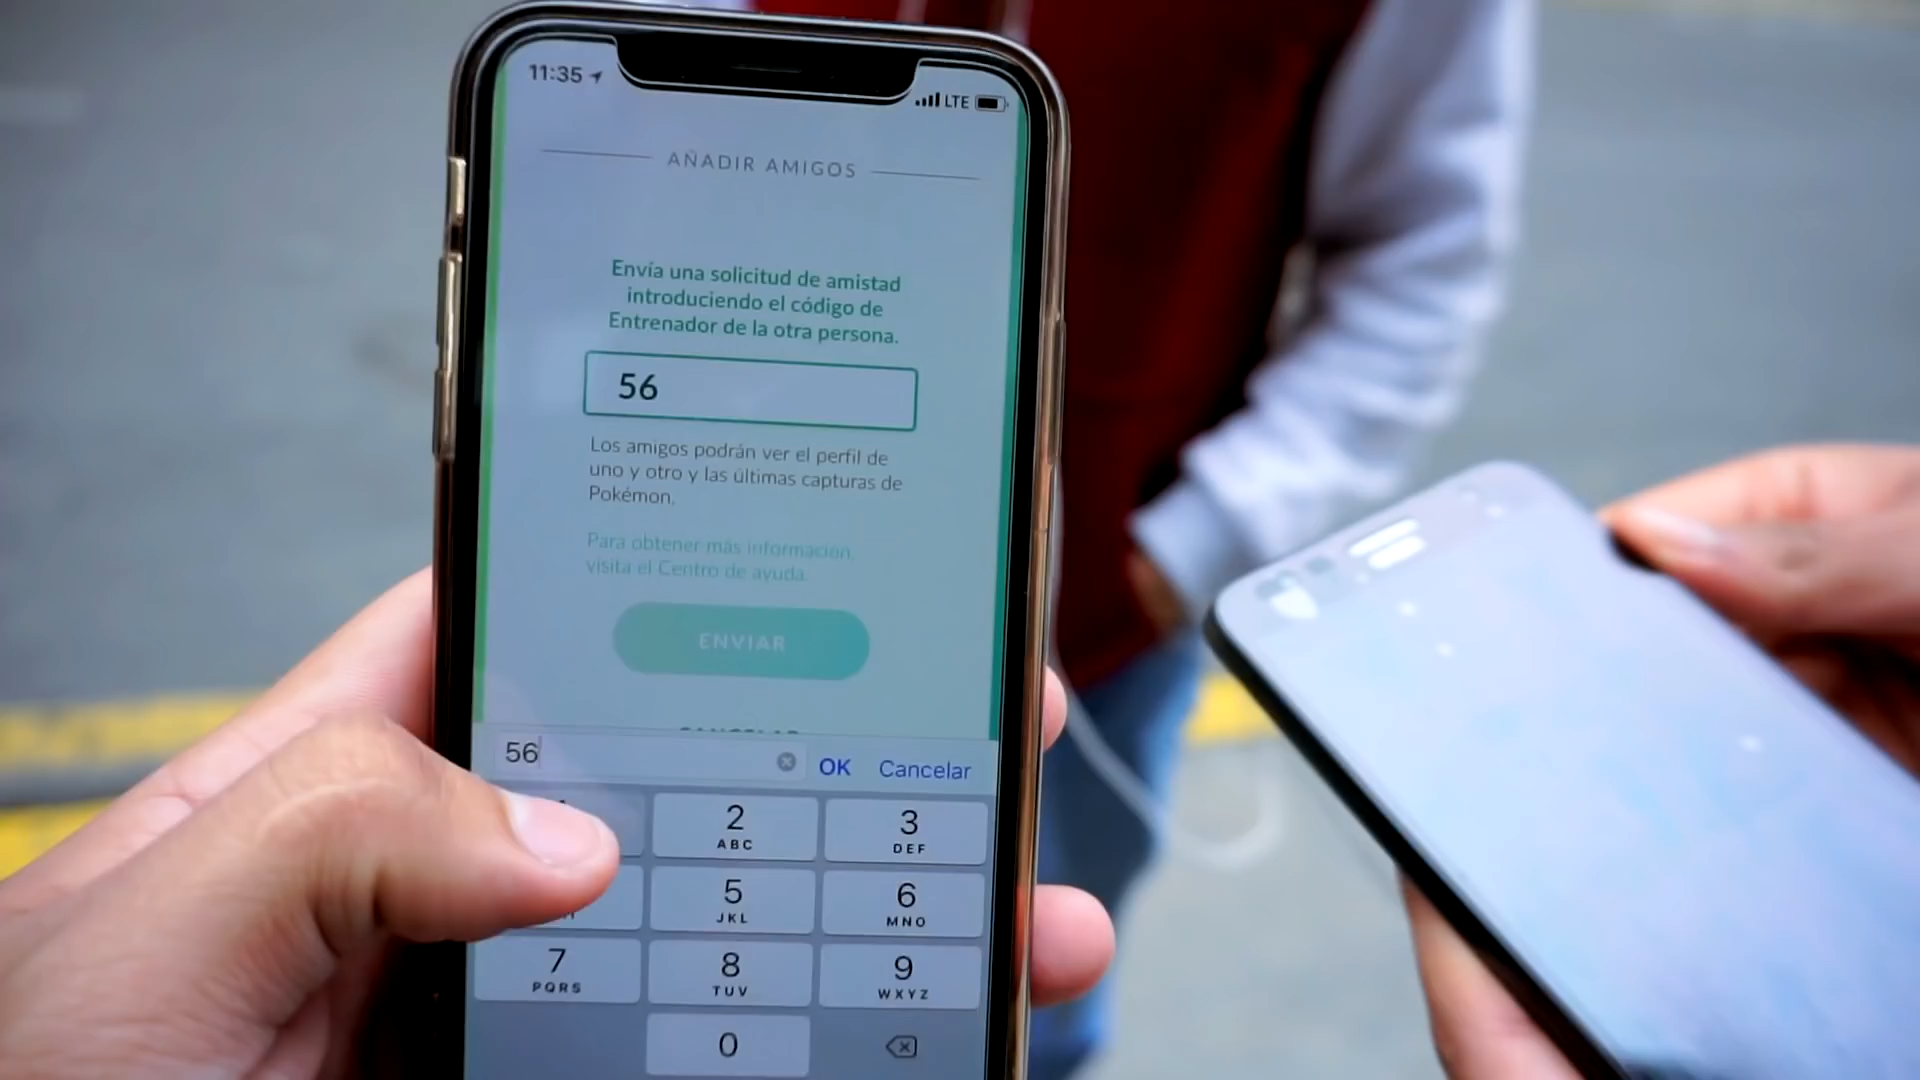 11:35
LTE
AÑADIR AMIGOS
Envía una solicitud de amistad
introduciendo el código de
Entrenador de la otra persona.
56
Los amigos podrán ver el perfil de
uno y otro y las últimas capturas de
Pokémon.
Para obtener más información,
visita el Centro de ayuda.
ENVIAR
CANCELAR
56
OK Cancelar
2 3
ABC DEF
5 6
JKL MNO
7 8 9
PQRS TUV WXYZ
0